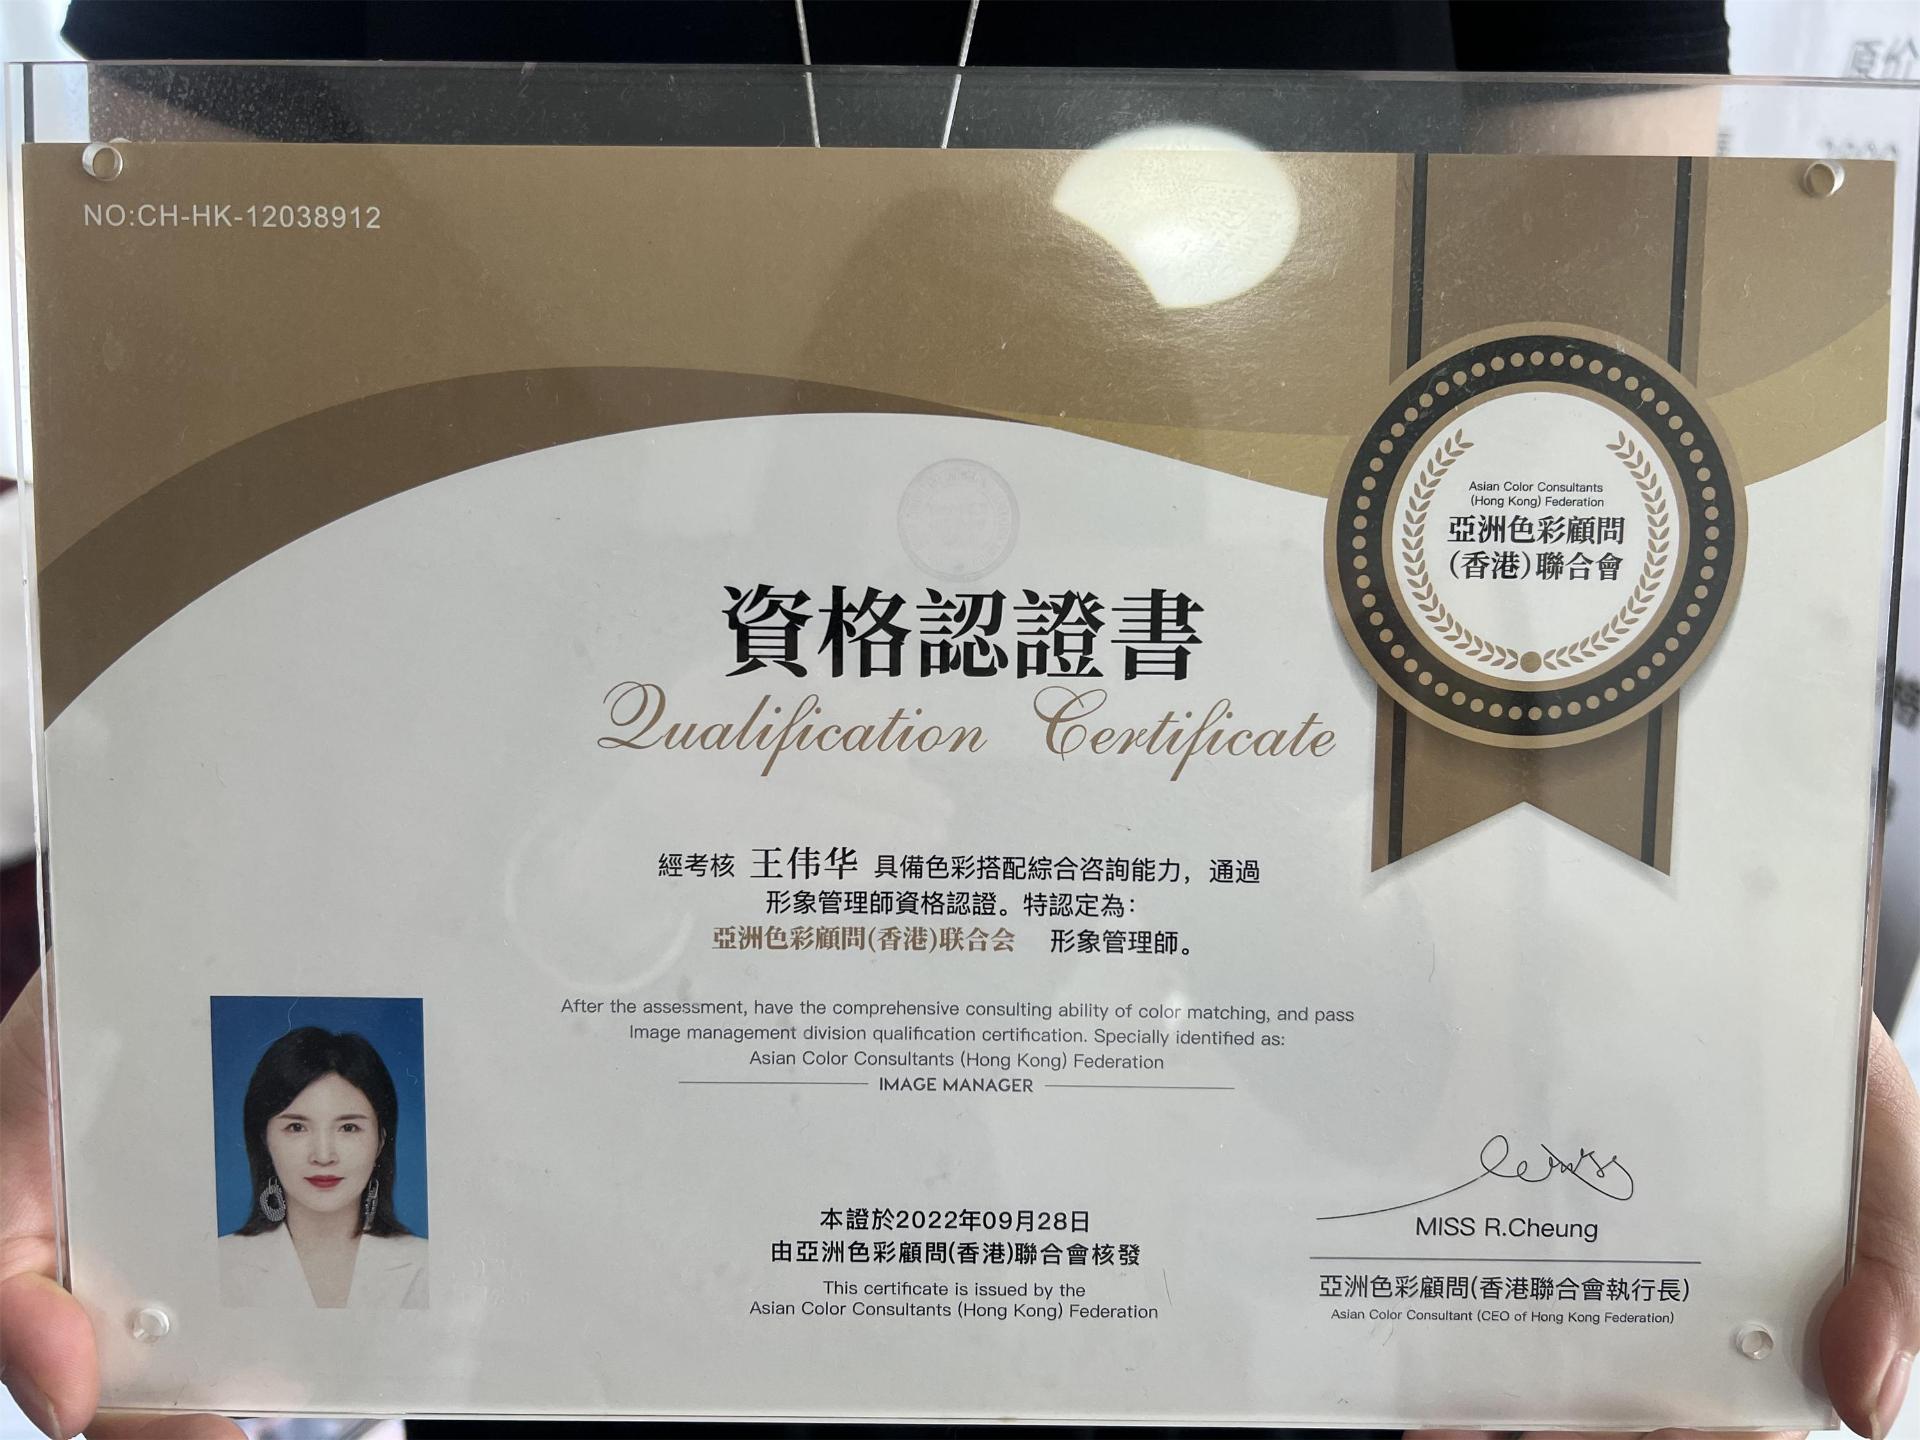 原价
NO:CH-HK-12038912
Asian Color Consultants
(Hong Kong) Federation
亞洲色彩顧問
(香港)聯合會
資格認證書
Qualification Certificate
經考核 王伟华 具備色彩搭配綜合咨詢能力，通過
形象管理師資格認證。特認定為：
亞洲色彩顧問(香港)联合会 形象管理師。
After the assessment, have the comprehensive consulting ability of color matching, and pass
Image management division qualification certification. Specially identified as:
Asian Color Consultants (Hong Kong) Federation
IMAGE MANAGER
本證於2022年09月28日
由亞洲色彩顧問(香港)聯合會核發
This certificate is issued by the
Asian Color Consultants (Hong Kong) Federation
MISS R.Cheung
亞洲色彩顧問(香港聯合會執行長)
Asian Color Consultant (CEO of Hong Kong Federation)